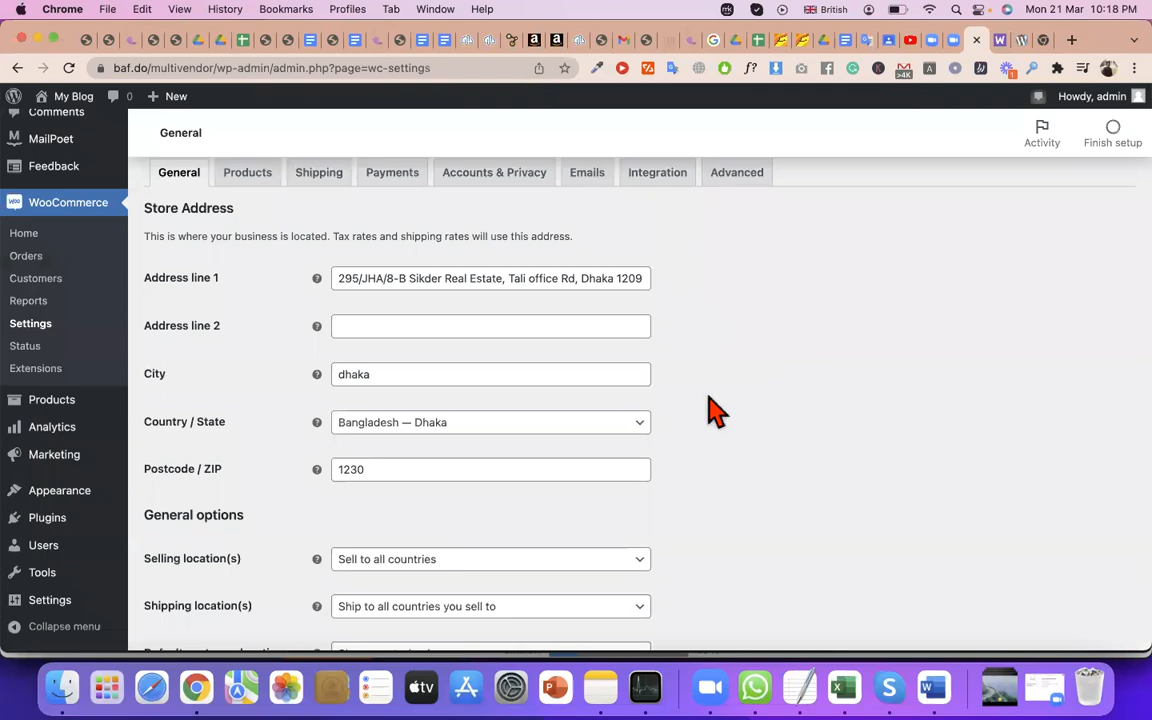 Chrome File Edit View History Bookmarks Profiles Tab Window Help British Mon 21 Mar 10:18 PM
baf.do/multivendor/wp-admin/admin.php?page=wc-settings
My Blog 0 New Howdy, admin
Comments
MailPoet
Feedback
WooCommerce
Home
Orders
Customers
Reports
Settings
Status
Extensions
Products
Analytics
Marketing
Appearance
Plugins
Users
Tools
Settings
Collapse menu
General
Activity
Finish setup
General Products Shipping Payments Accounts & Privacy Emails Integration Advanced
Store Address
This is where your business is located. Tax rates and shipping rates will use this address.
Address line 1 295/JHA/8-B Sikder Real Estate, Tali office Rd, Dhaka 1209
Address line 2
City dhaka
Country / State Bangladesh — Dhaka
Postcode / ZIP 1230
General options
Selling location(s) Sell to all countries
Shipping location(s) Ship to all countries you sell to